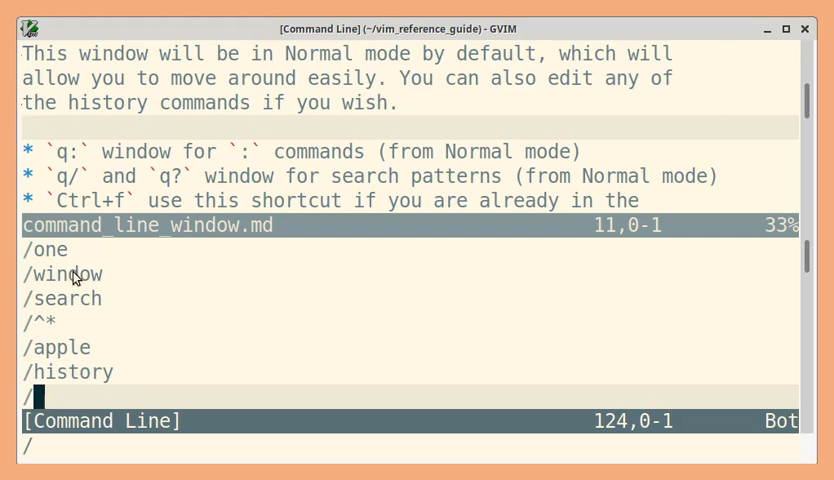 [Command Line] (~/vim_reference_guide) - GVIM
This window will be in Normal mode by default, which will
allow you to move around easily. You can also edit any of
the history commands if you wish.
* `q:` window for `:` commands (from Normal mode)
* `q/` and `q?` window for search patterns (from Normal mode)
* `Ctrl+f` use this shortcut if you are already in the
command_line_window.md 11,0-1 33%
/one
/window
/search
/^*
/apple
/history
/
[Command Line] 124,0-1 Bot
/